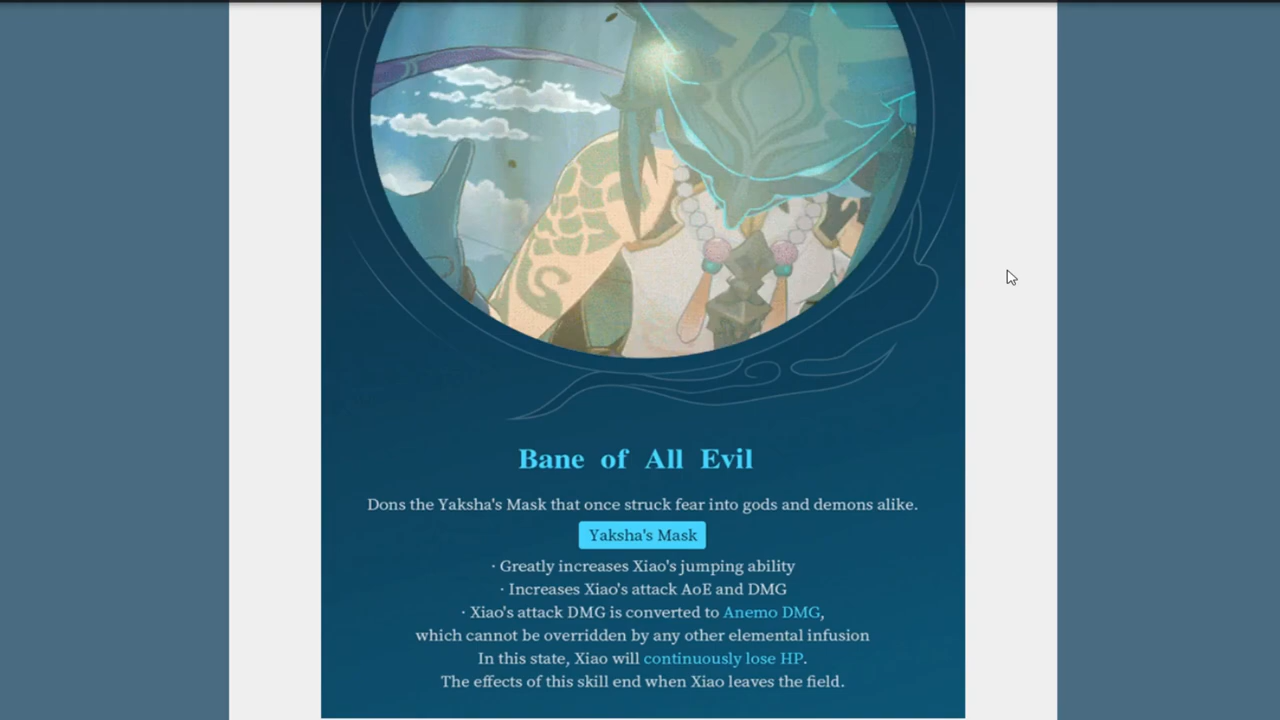 Bane of All Evil
Dons the Yaksha's Mask that once struck fear into gods and demons alike.
Yaksha's Mask
· Greatly increases Xiao's jumping ability
· Increases Xiao's attack AoE and DMG
· Xiao's attack DMG is converted to Anemo DMG,
which cannot be overridden by any other elemental infusion
In this state, Xiao will continuously lose HP.
The effects of this skill end when Xiao leaves the field.